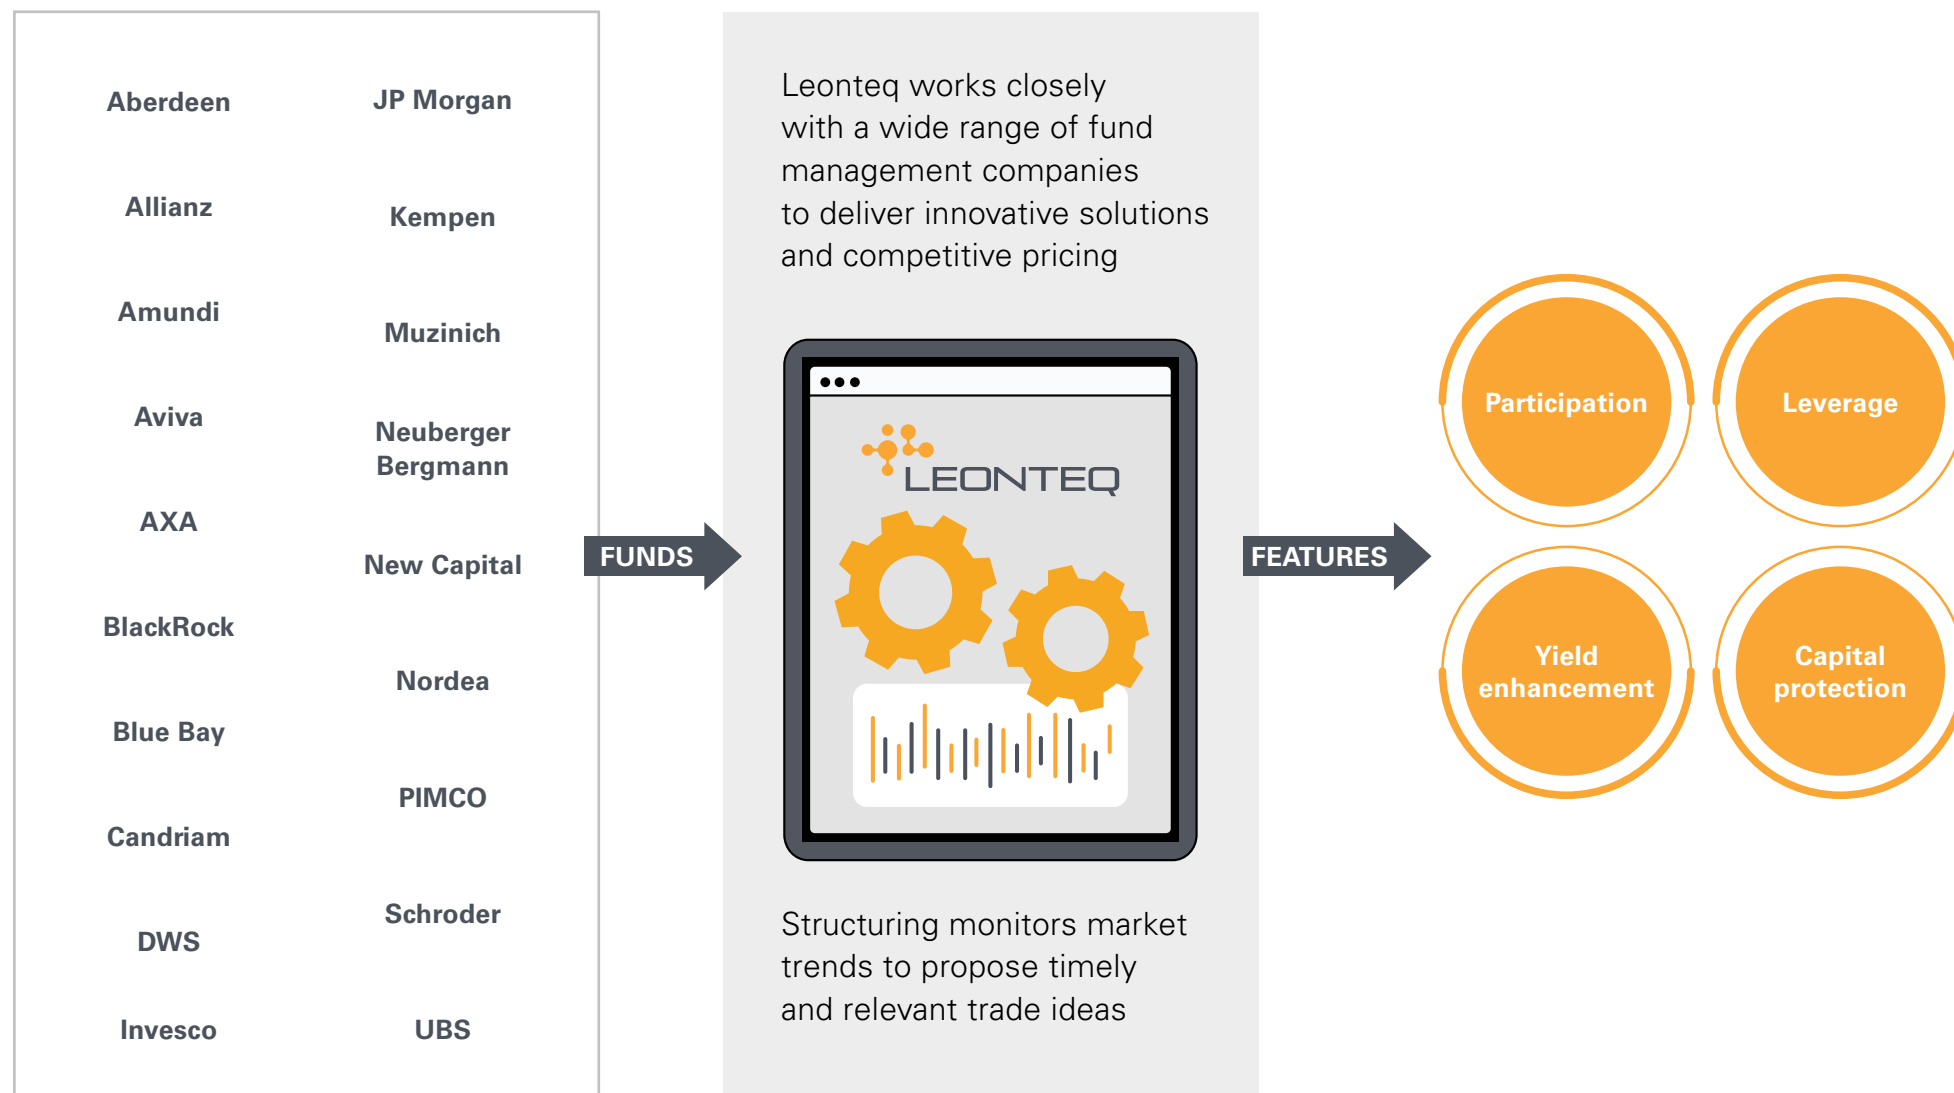 Aberdeen
Allianz
Amundi
Aviva
AXA
BlackRock
Blue Bay
Candriam
DWS
Invesco
JP Morgan
Kempen
Muzinich
Neuberger
Bergmann
New Capital
Nordea
PIMCO
Schroder
UBS
FUNDS
Leonteq works closely
with a wide range of fund
management companies
to deliver innovative solutions
and competitive pricing
LEONTEQ
Structuring monitors market
trends to propose timely
and relevant trade ideas
FEATURES
Participation
Leverage
Yield
enhancement
Capital
protection